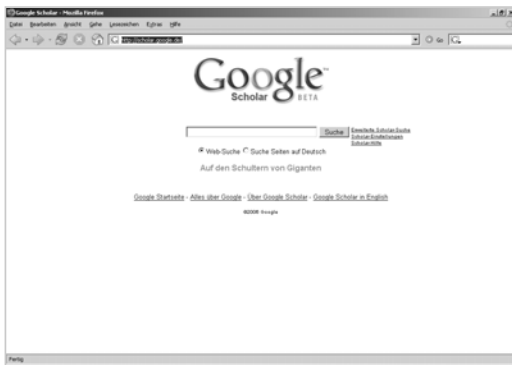 Google Scholar - Mozilla Firefox
Datei Bearbeiten Ansicht Gehe Lesezeichen Extras Hilfe
http://scholar.google.de/
Go
Google™
Scholar BETA
Suche
Erweiterte Scholar-Suche
Scholar-Einstellungen
Scholar-Hilfe
Web-Suche Suche Seiten auf Deutsch
Auf den Schultern von Giganten
Google Startseite - Alles über Google - Über Google Scholar - Google Scholar in English
Google
Fertig